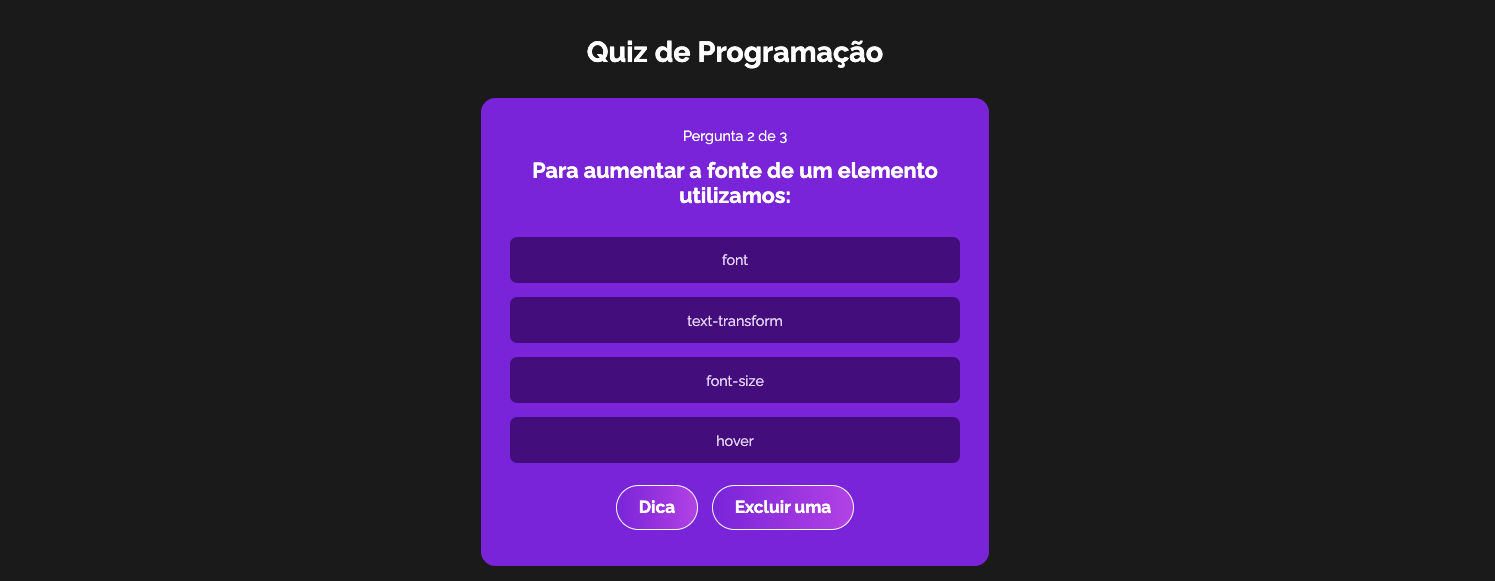 Quiz de Programação
Pergunta 2 de 3
Para aumentar a fonte de um elemento
utilizamos:
font
text-transform
font-size
hover
Dica
Excluir uma